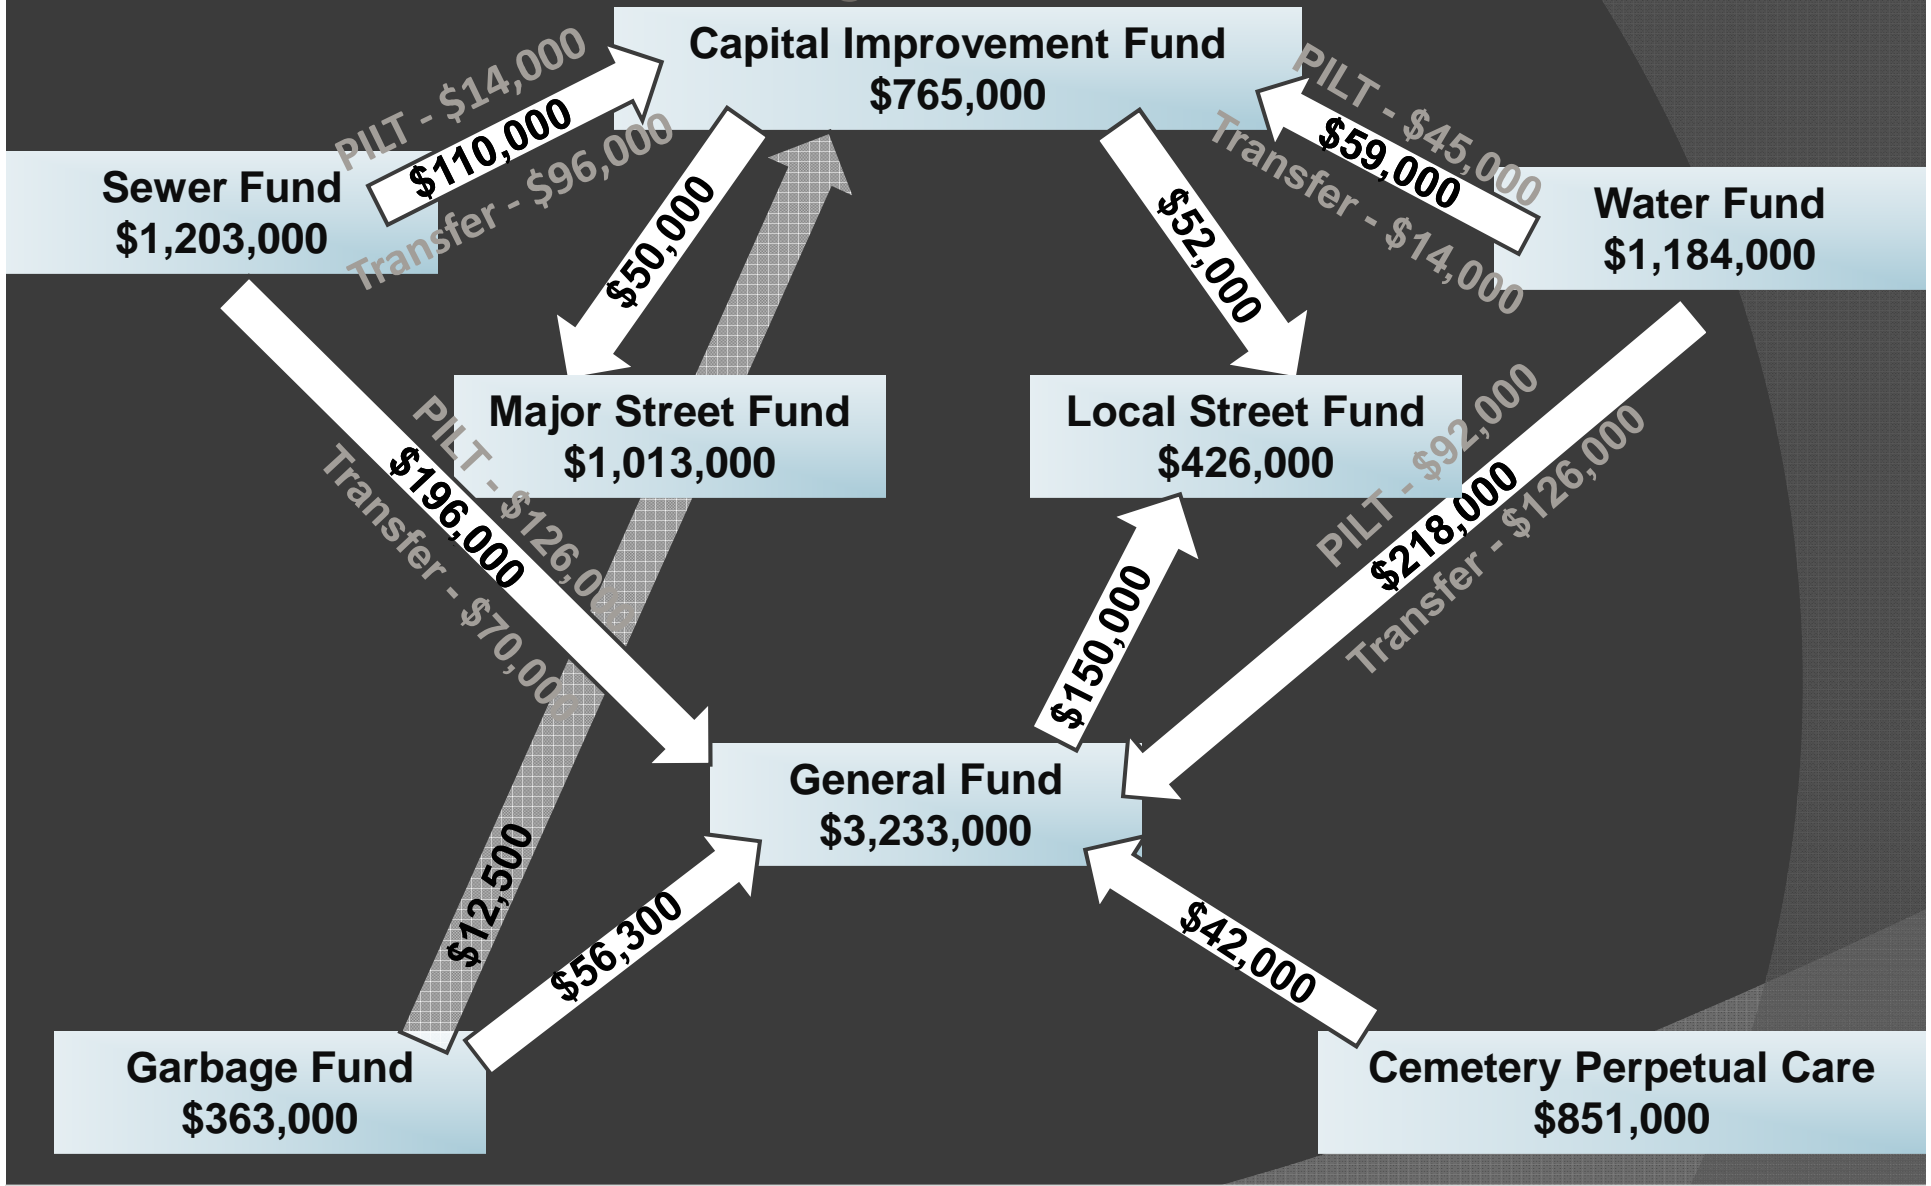 Capital Improvement Fund
$765,000
PILT - $14,000
$110,000
Transfer - $96,000
PILT - $45,000
$59,000
Transfer - $14,000
Sewer Fund
$1,203,000
Water Fund
$1,184,000
$50,000
$52,000
Major Street Fund
$1,013,000
Local Street Fund
$426,000
PILT - $126,000
$196,000
Transfer - $70,000
PILT - $92,000
$218,000
Transfer - $126,000
$150,000
General Fund
$3,233,000
$12,500
$56,300
$42,000
Garbage Fund
$363,000
Cemetery Perpetual Care
$851,000